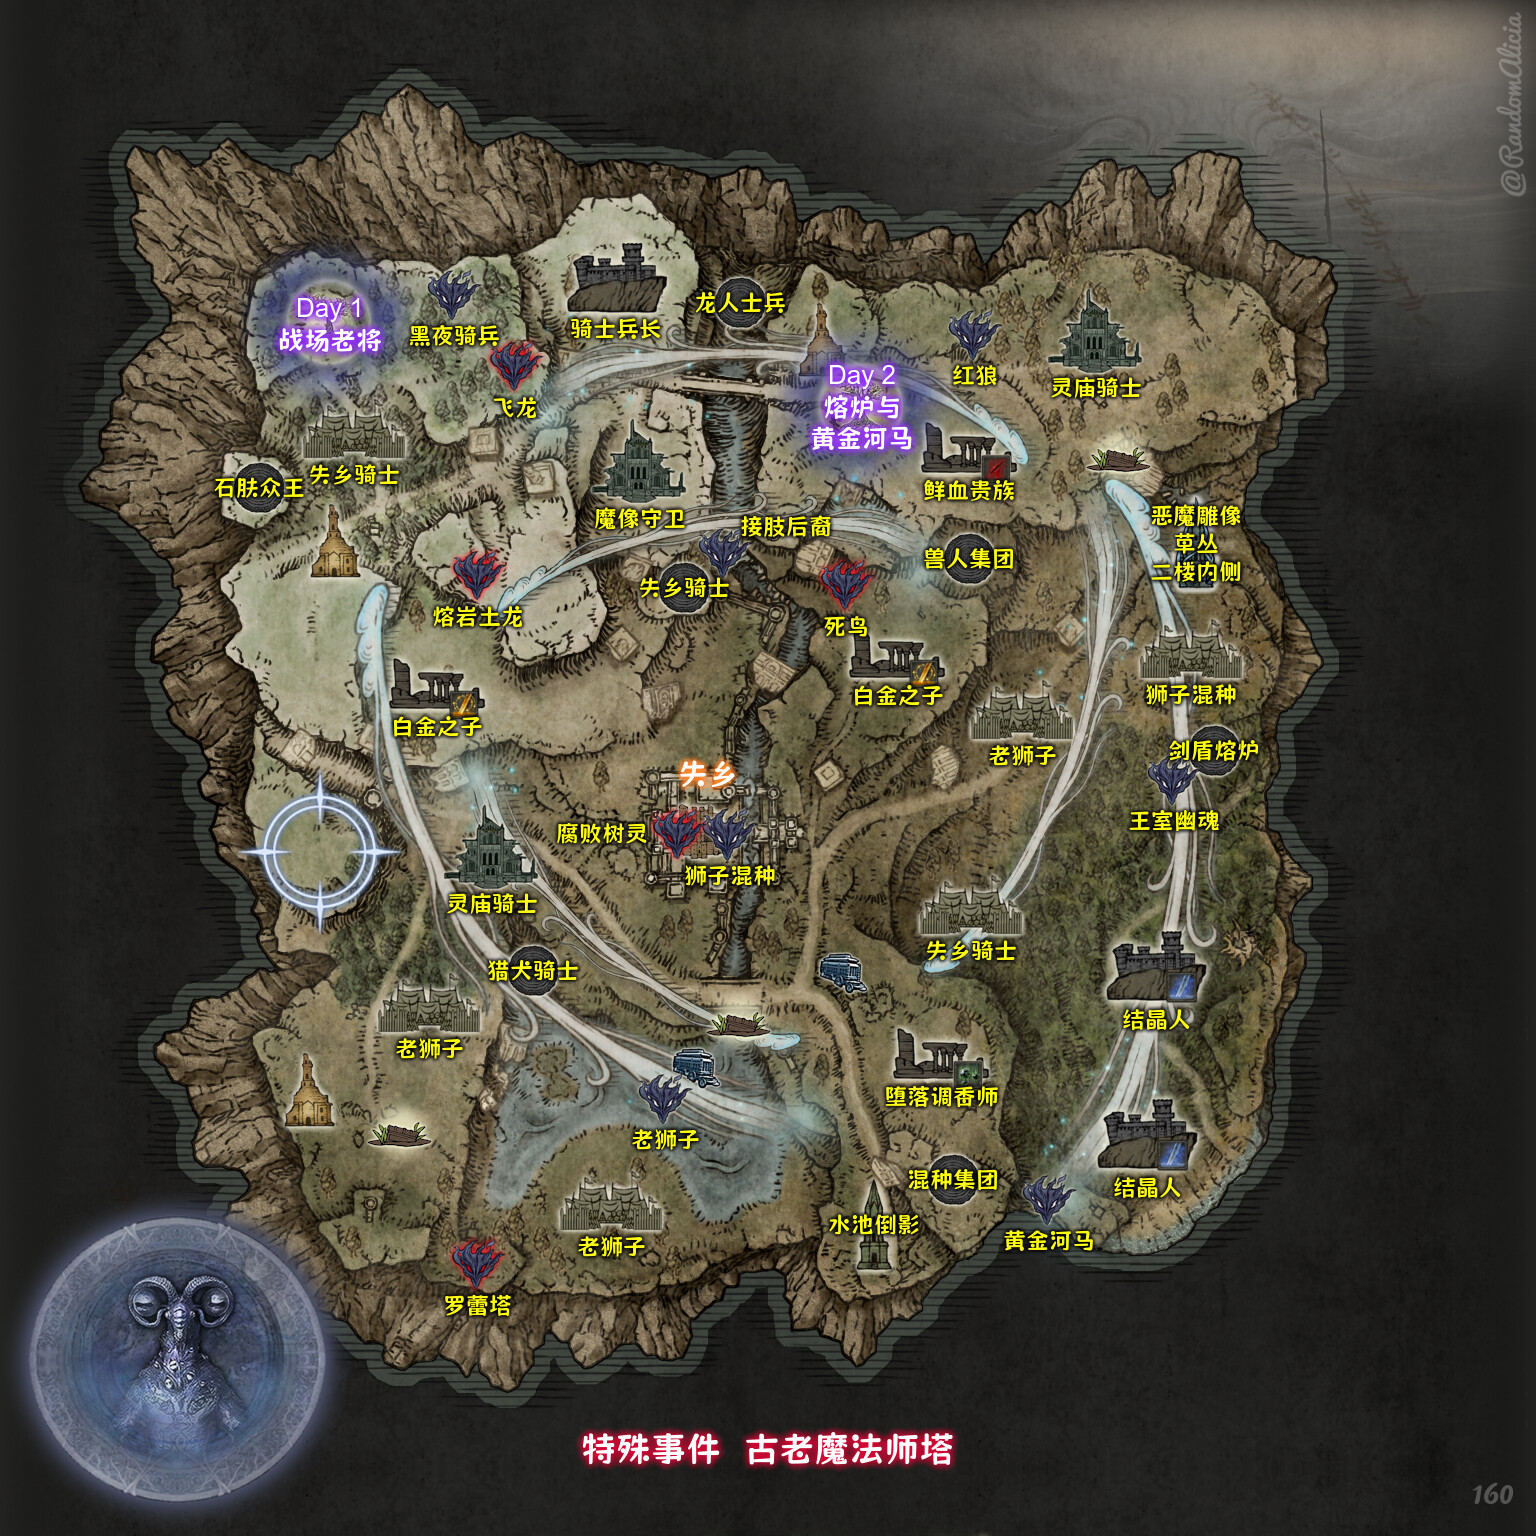 @RandomAlicia
Day 1
战场老将
黑夜骑兵
骑士兵长
龙人士兵
飞龙
Day 2
熔炉与
黄金河马
红狼
灵庙骑士
石肤众王
失乡骑士
魔像守卫
鲜血贵族
接肢后裔
恶魔雕像
草丛
二楼内侧
兽人集团
失乡骑士
熔岩土龙
死鸟
白金之子
白金之子
狮子混种
老狮子
剑盾熔炉
失乡
王室幽魂
腐败树灵
狮子混种
灵庙骑士
失乡骑士
猎犬骑士
结晶人
老狮子
堕落调香师
老狮子
混种集团
结晶人
水池倒影
黄金河马
老狮子
罗蕾塔
特殊事件 古老魔法师塔
160